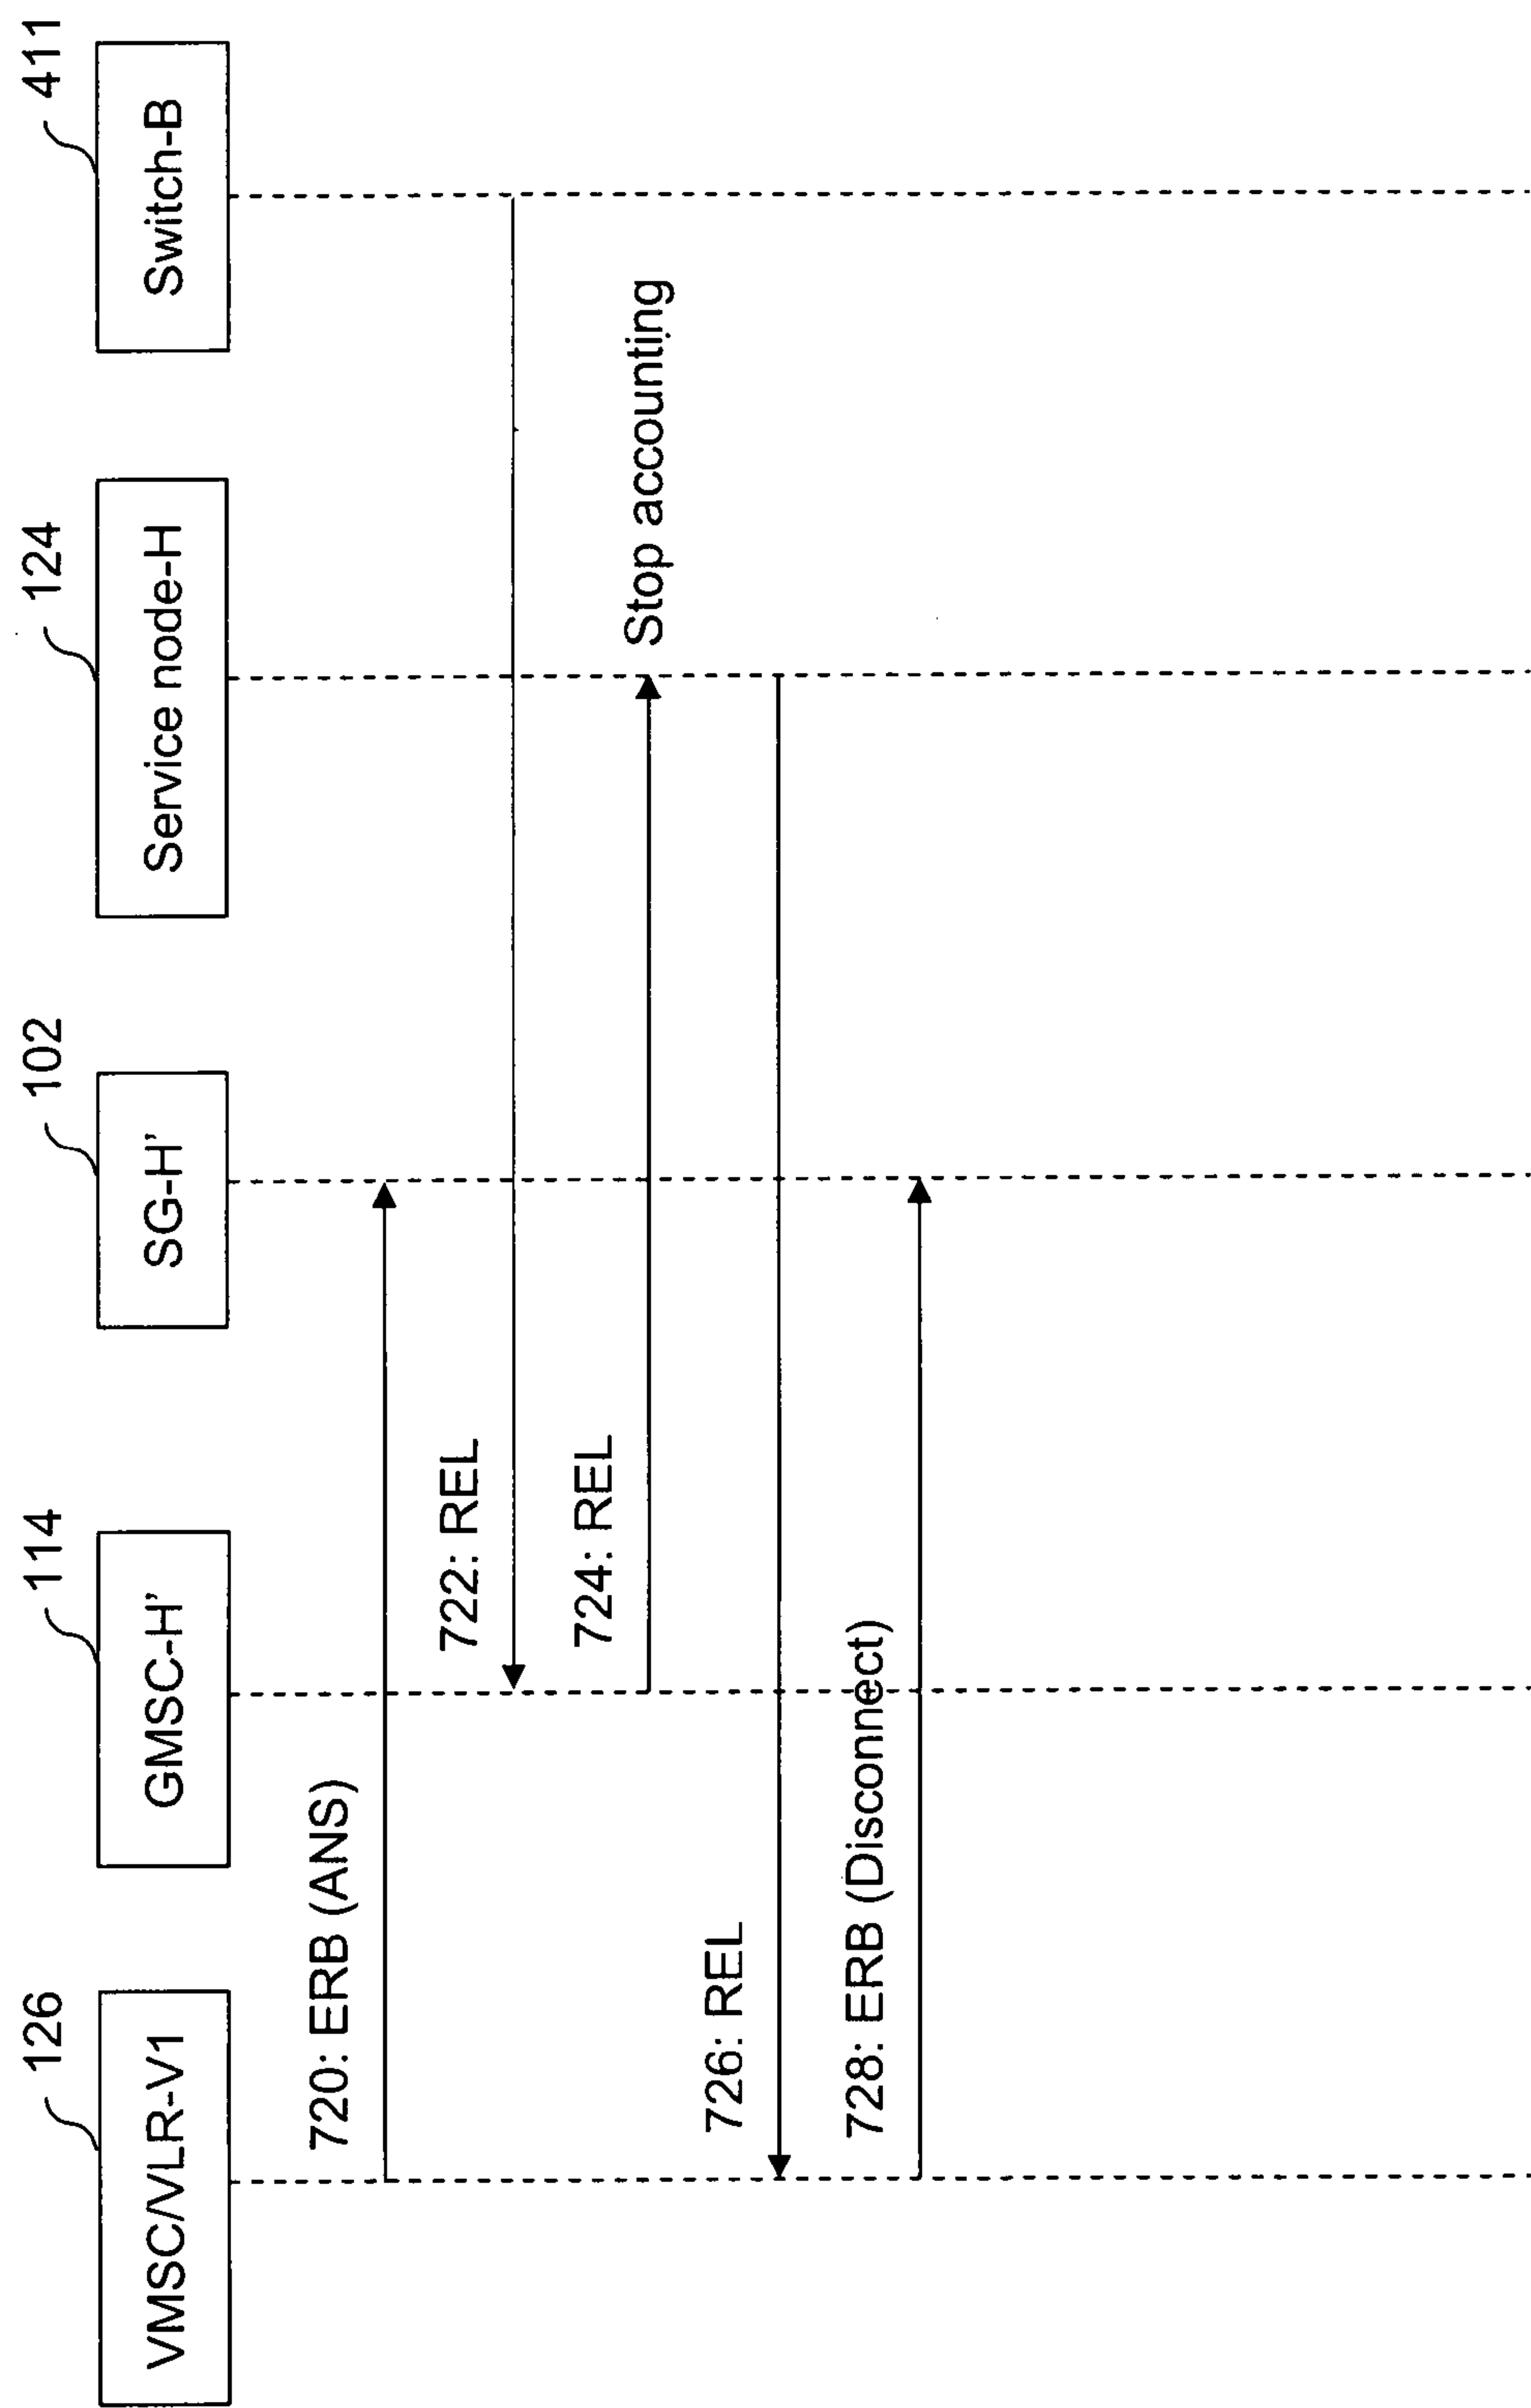 126
114
102
124
411
VMSC/VLR-V1
GMSC-H'
SG-H'
Service node-H
Switch-B
720: ERB (ANS)
722: REL
724: REL
Stop accounting
726: REL
728: ERB (Disconnect)